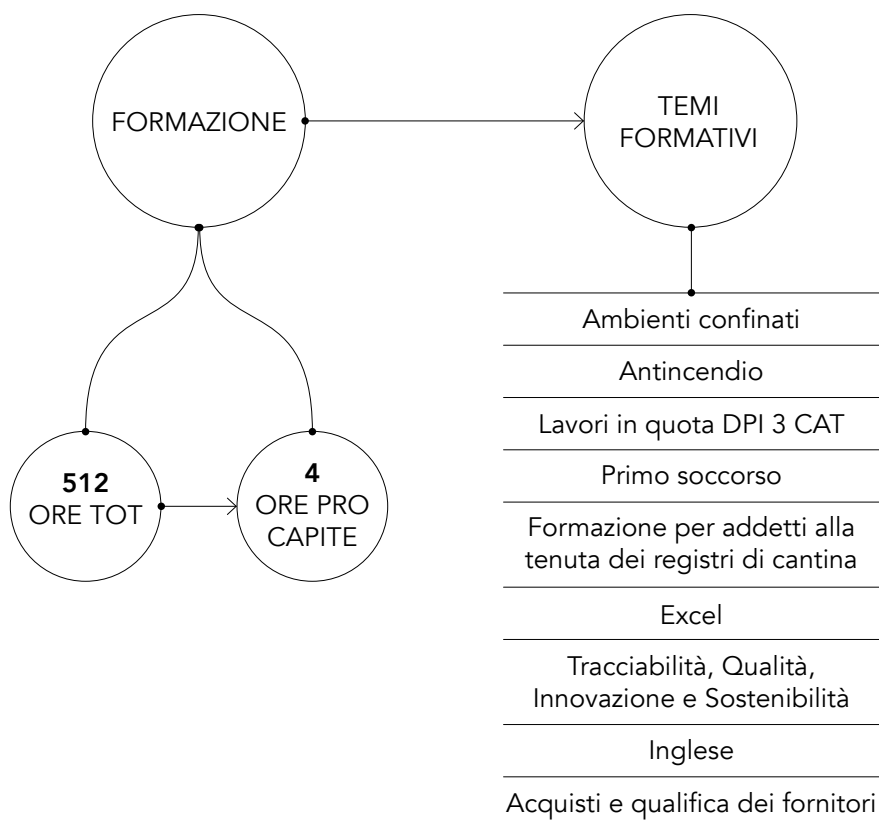 FORMAZIONE
TEMI
FORMATIVI
512
ORE TOT
4
ORE PRO
CAPITE
Ambienti confinati
Antincendio
Lavori in quota DPI 3 CAT
Primo soccorso
Formazione per addetti alla
tenuta dei registri di cantina
Excel
Tracciabilità, Qualità,
Innovazione e Sostenibilità
Inglese
Acquisti e qualifica dei fornitori